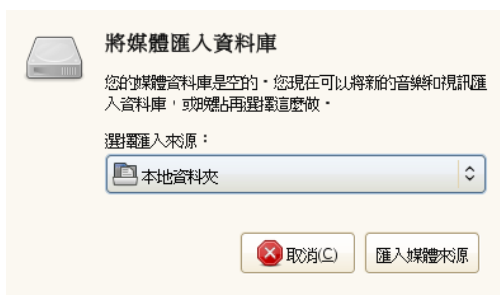 將媒體匯入資料庫
您的媒體資料庫是空的。您現在可以將新的音樂和視訊匯
入資料庫，或晚點再選擇這麼做。
選擇匯入來源：
本地資料夾
取消(C)
匯入媒體來源